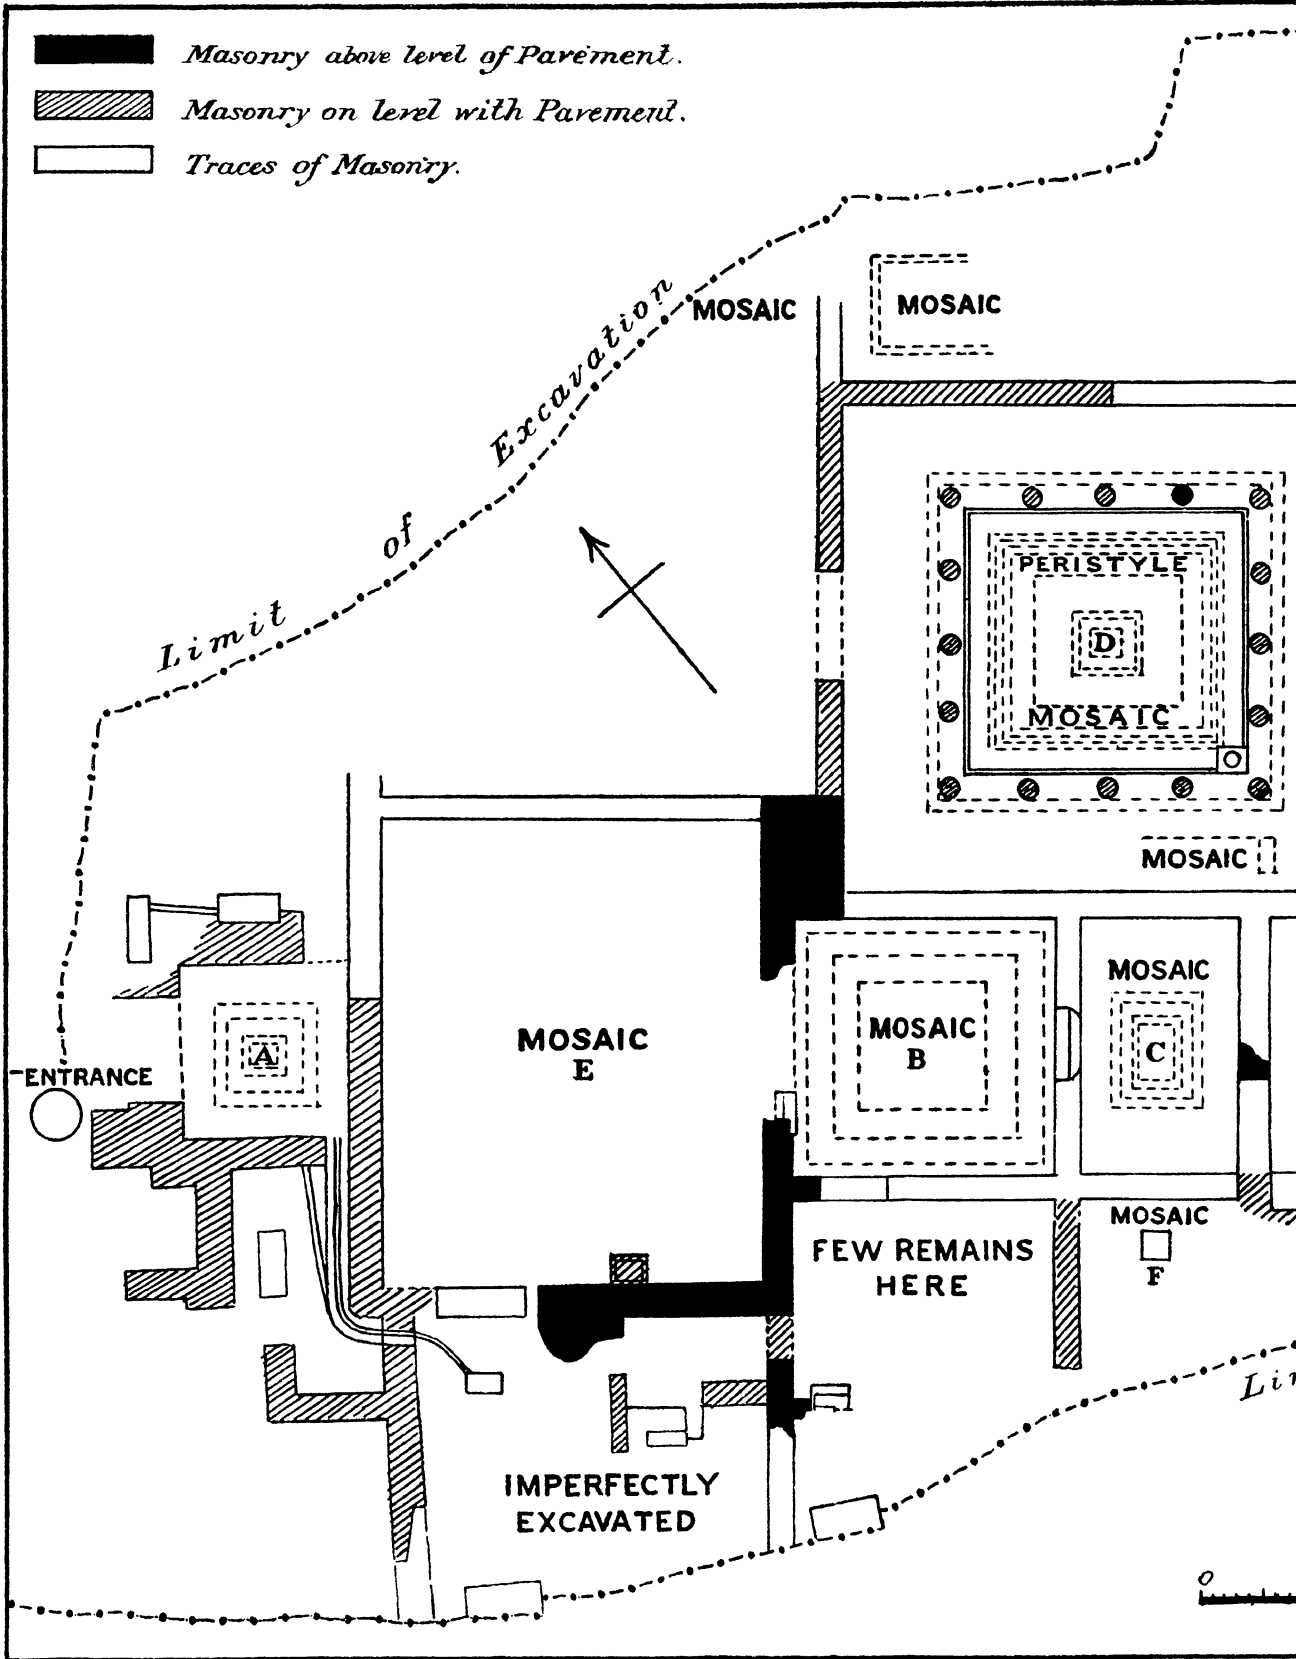 Masonry above level of Pavement.
Masonry on level with Pavement.
Traces of Masonry.
Limit of Excavation
MOSAIC
MOSAIC
PERISTYLE
D
MOSAIC
MOSAIC
ENTRANCE
A
MOSAIC
E
MOSAIC
B
MOSAIC
C
MOSAIC
F
FEW REMAINS
HERE
IMPERFECTLY
EXCAVATED
0